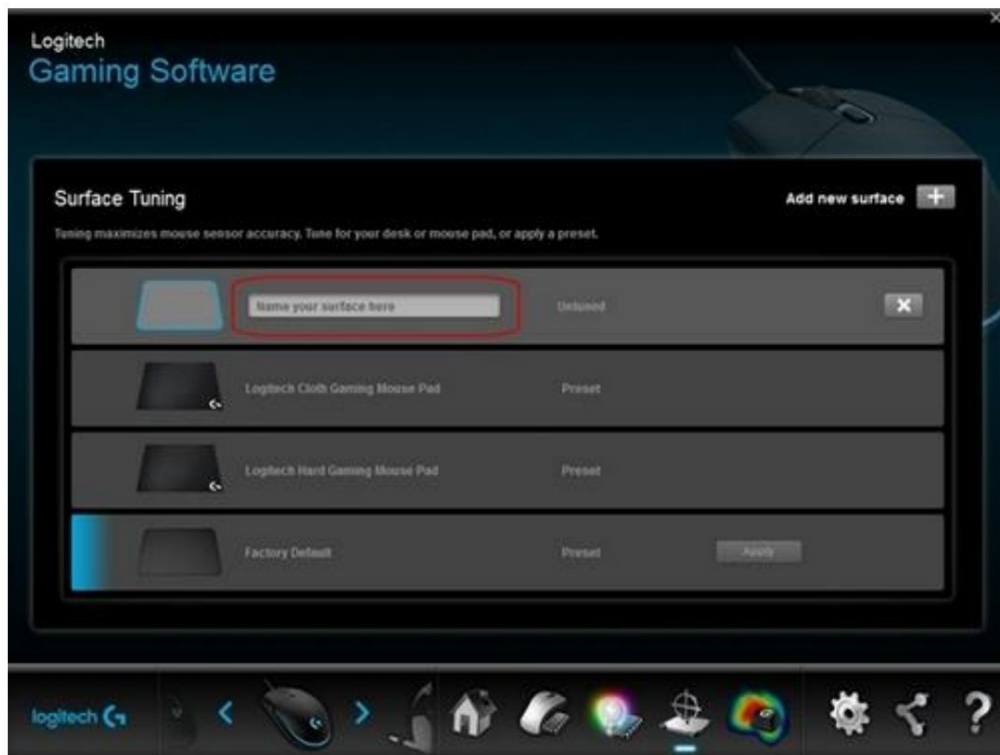 Logitech
Gaming Software
Surface Tuning
Add new surface +
Tuning maximizes mouse sensor accuracy. Tune for your desk or mouse pad, or apply a preset.
Name your surface here
Untuned
Logitech Cloth Gaming Mouse Pad
Preset
Logitech Hard Gaming Mouse Pad
Preset
Factory Default
Preset
Apply
logitech G
?